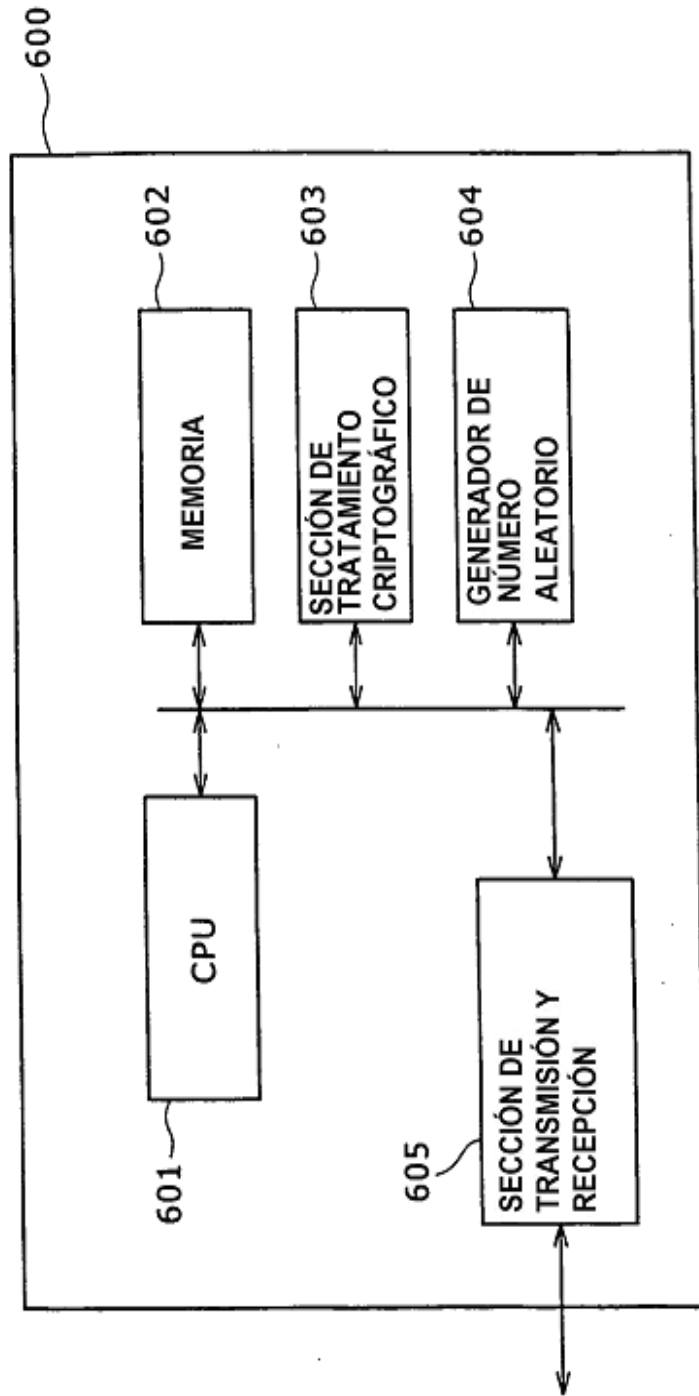 600
602
MEMORIA
603
SECCIÓN DE
TRATAMIENTO
CRIPTOGRÁFICO
604
GENERADOR DE
NÚMERO
ALEATORIO
CPU
601
605
SECCIÓN DE
TRANSMISIÓN Y
RECEPCIÓN